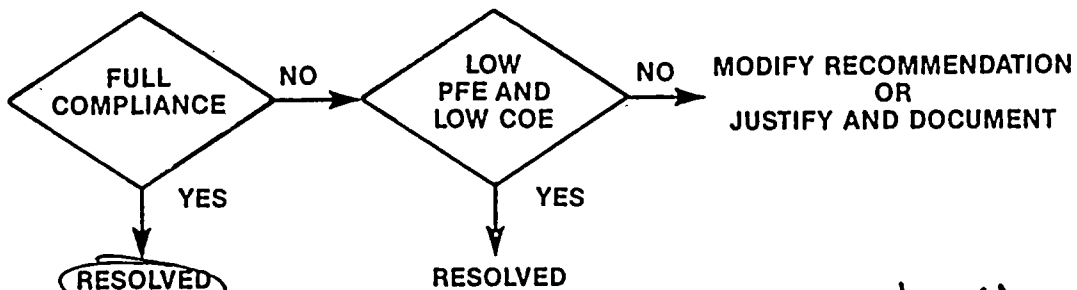 FULL
COMPLIANCE
NO
LOW
PFE AND
LOW COE
NO
MODIFY RECOMMENDATION
OR
JUSTIFY AND DOCUMENT
YES
YES
RESOLVED
RESOLVED